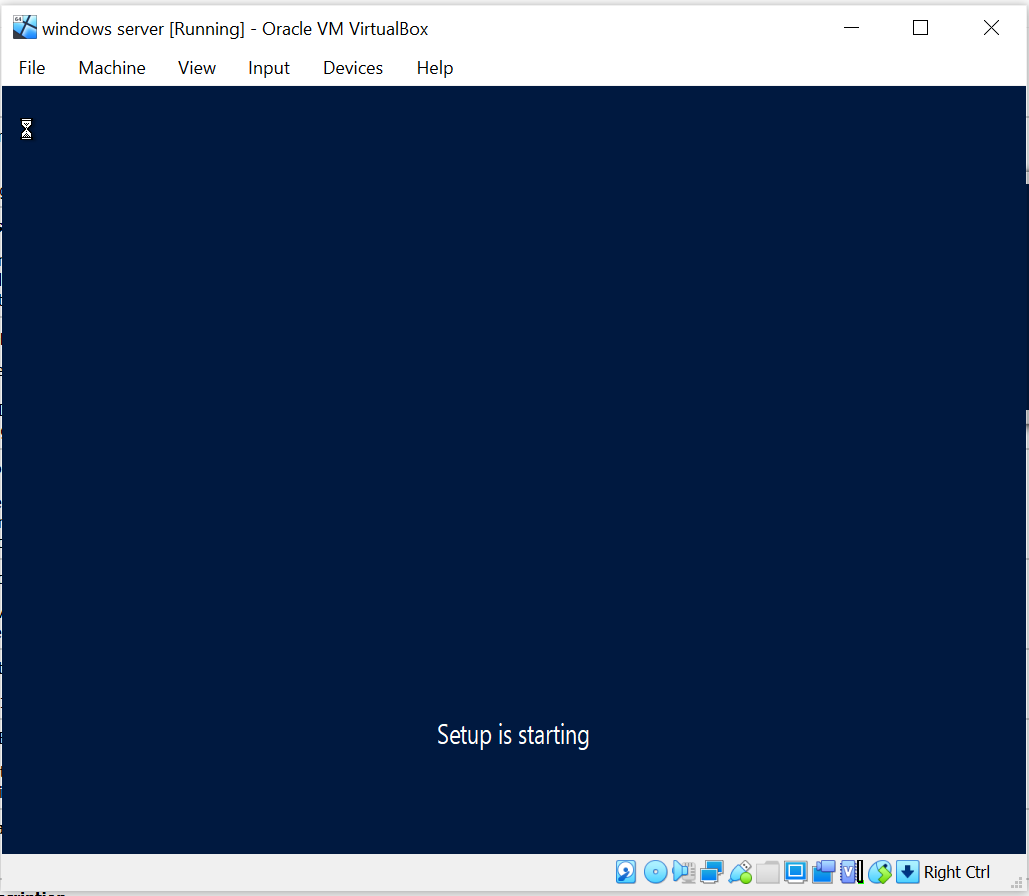 windows server [Running] - Oracle VM VirtualBox
File Machine View Input Devices Help
Setup is starting
Right Ctrl